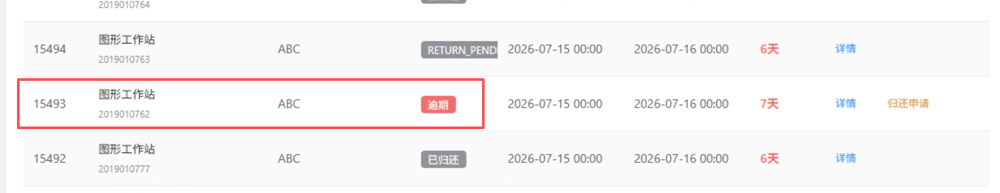 2019010764
图形工作站
15494 ABC RETURN_PEND 2026-07-15 00:00 2026-07-16 00:00 6天 详情
2019010763
图形工作站
15493 ABC 逾期 2026-07-15 00:00 2026-07-16 00:00 7天 详情 归还申请
2019010762
图形工作站
15492 ABC 已归还 2026-07-15 00:00 2026-07-16 00:00 6天 详情
2019010777